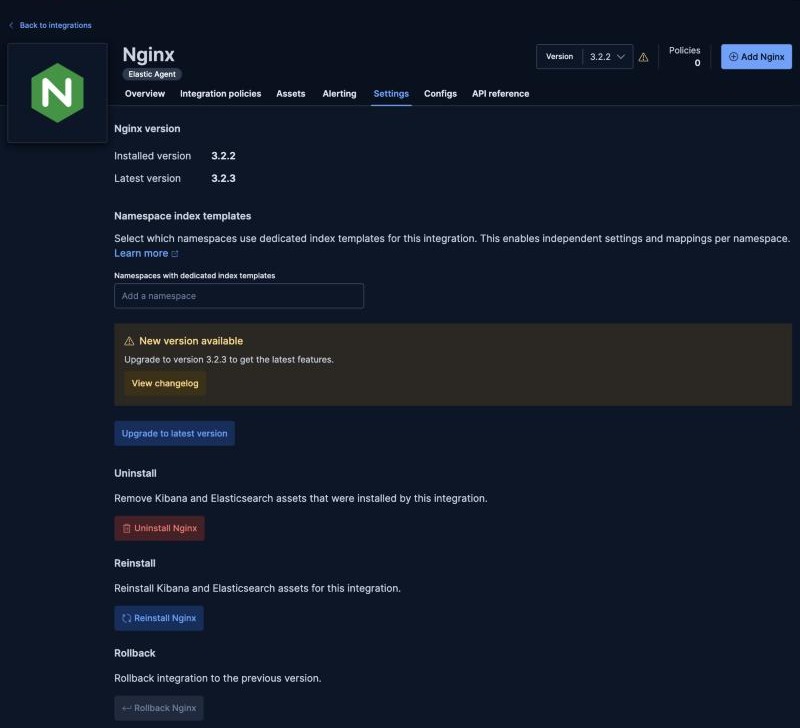 Back to integrations
N
Nginx
Elastic Agent
Version 3.2.2
Policies
0
Add Nginx
Overview Integration policies Assets Alerting Settings Configs API reference
Nginx version
Installed version 3.2.2
Latest version 3.2.3
Namespace index templates
Select which namespaces use dedicated index templates for this integration. This enables independent settings and mappings per namespace.
Learn more
Namespaces with dedicated index templates
Add a namespace
New version available
Upgrade to version 3.2.3 to get the latest features.
View changelog
Upgrade to latest version
Uninstall
Remove Kibana and Elasticsearch assets that were installed by this integration.
Uninstall Nginx
Reinstall
Reinstall Kibana and Elasticsearch assets for this integration.
Reinstall Nginx
Rollback
Rollback integration to the previous version.
Rollback Nginx